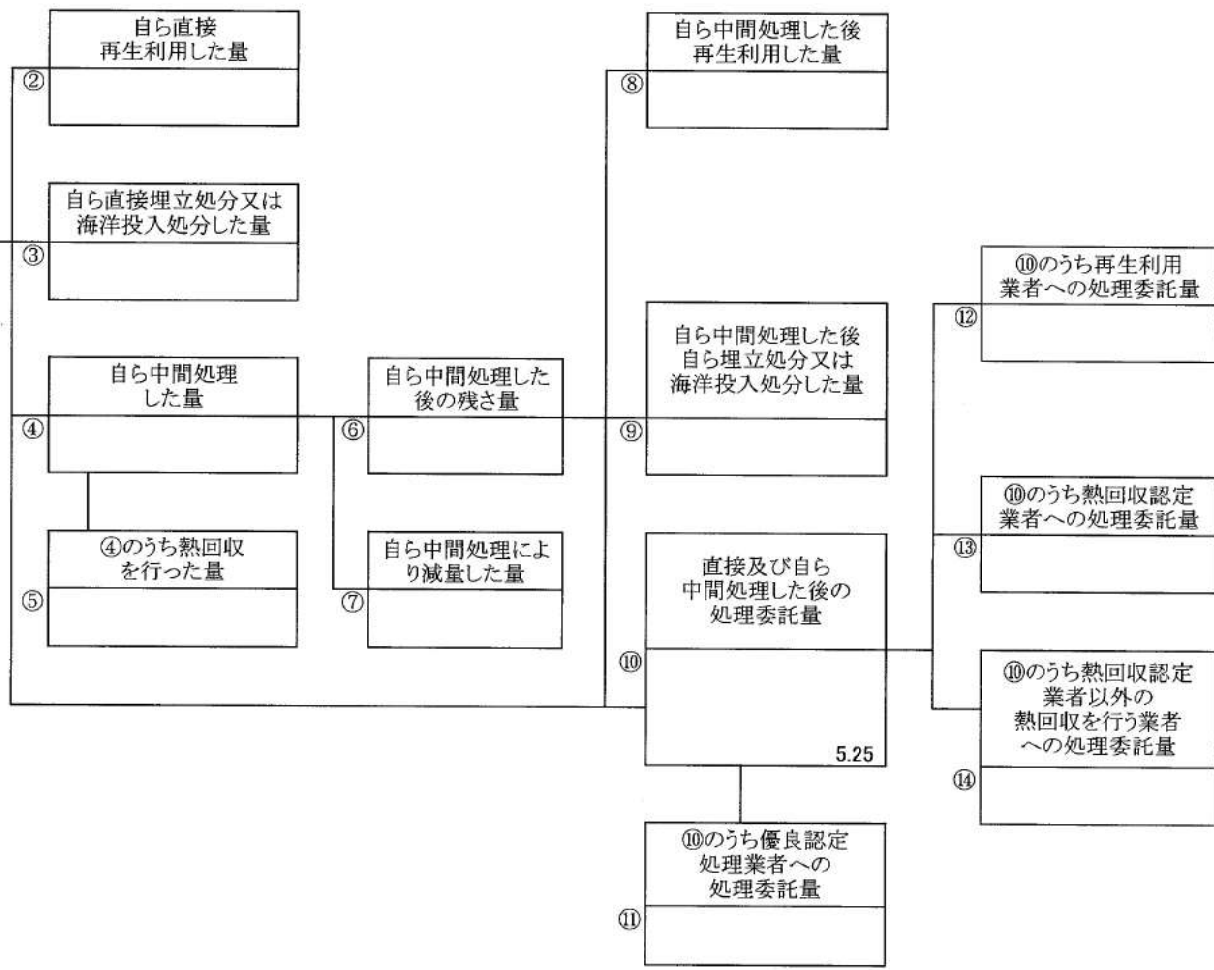 自ら直接
再生利用した量
②
自ら直接埋立処分又は
海洋投入処分した量
③
自ら中間処理
した量
④
④のうち熱回収
を行った量
⑤
自ら中間処理した
後の残さ量
⑥
自ら中間処理によ
り減量した量
⑦
自ら中間処理した後
再生利用した量
⑧
自ら中間処理した後
自ら埋立処分又は
海洋投入処分した量
⑨
直接及び自ら
中間処理した後の
処理委託量
⑩
5.25
⑩のうち優良認定
処理業者への
処理委託量
⑪
⑩のうち再生利用
業者への処理委託量
⑫
⑩のうち熱回収認定
業者への処理委託量
⑬
⑩のうち熱回収認定
業者以外の
熱回収を行う業者
への処理委託量
⑭